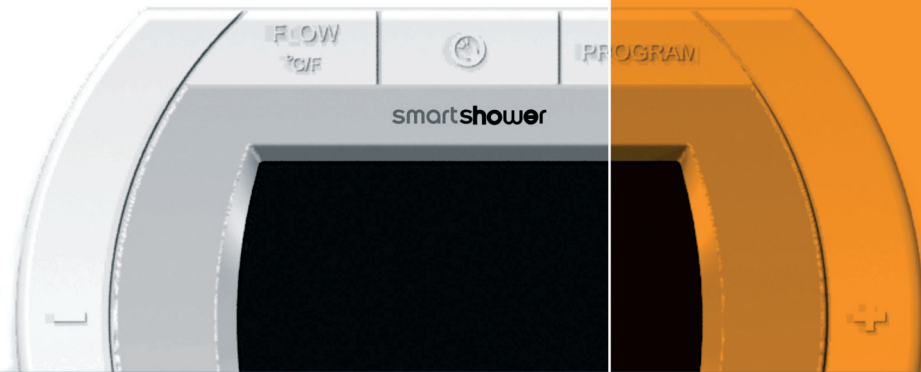 FLOW
°C/F
PROGRAM
smartshower
−
+